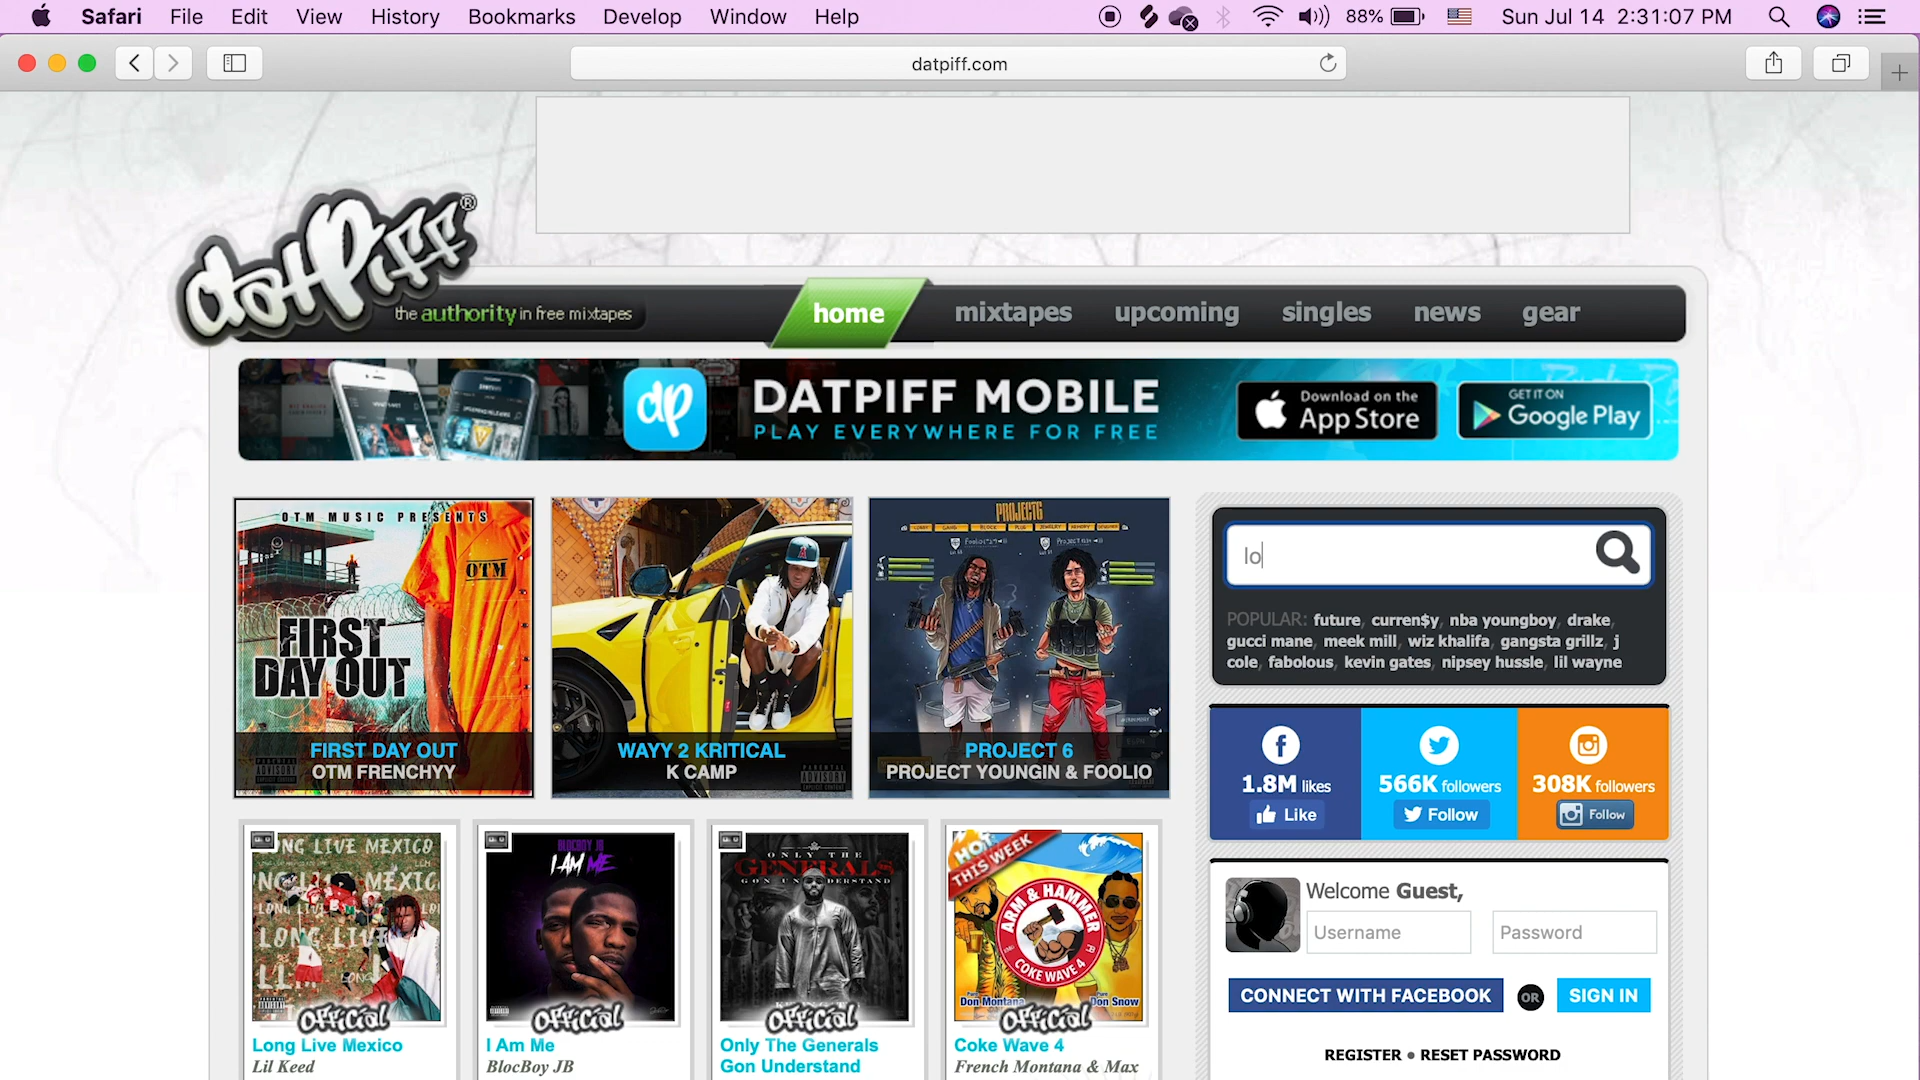 Safari File Edit View History Bookmarks Develop Window Help 88% Sun Jul 14 2:31:07 PM
datpiff.com
datPiff®
the authority in free mixtapes
home mixtapes upcoming singles news gear
DATPIFF MOBILE
PLAY EVERYWHERE FOR FREE
dp
Download on the
App Store
GET IT ON
Google Play
OTM MUSIC PRESENTS
OTM
FIRST
DAY OUT
FIRST DAY OUT
OTM FRENCHYY
WAYY 2 KRITICAL
K CAMP
PROJECT 6
PROJECT YOUNGIN & FOOLIO
lo
POPULAR: future, curren$y, nba youngboy, drake,
gucci mane, meek mill, wiz khalifa, gangsta grillz, j
cole, fabolous, kevin gates, nipsey hussle, lil wayne
1.8M likes
Like
566K followers
Follow
308K followers
Follow
Welcome Guest,
Username
Password
CONNECT WITH FACEBOOK OR SIGN IN
REGISTER • RESET PASSWORD
LONG LIVE MEXICO
OFFICIAL
Long Live Mexico
Lil Keed
BLOCBOY JB
I AM ME
OFFICIAL
I Am Me
BlocBoy JB
ONLY THE
GENERALS
GON UNDERSTAND
OFFICIAL
Only The Generals
Gon Understand
HOT
THIS WEEK
ARM & HAMMER
COKE WAVE 4
Don Montana
Don Snow
OFFICIAL
Coke Wave 4
French Montana & Max